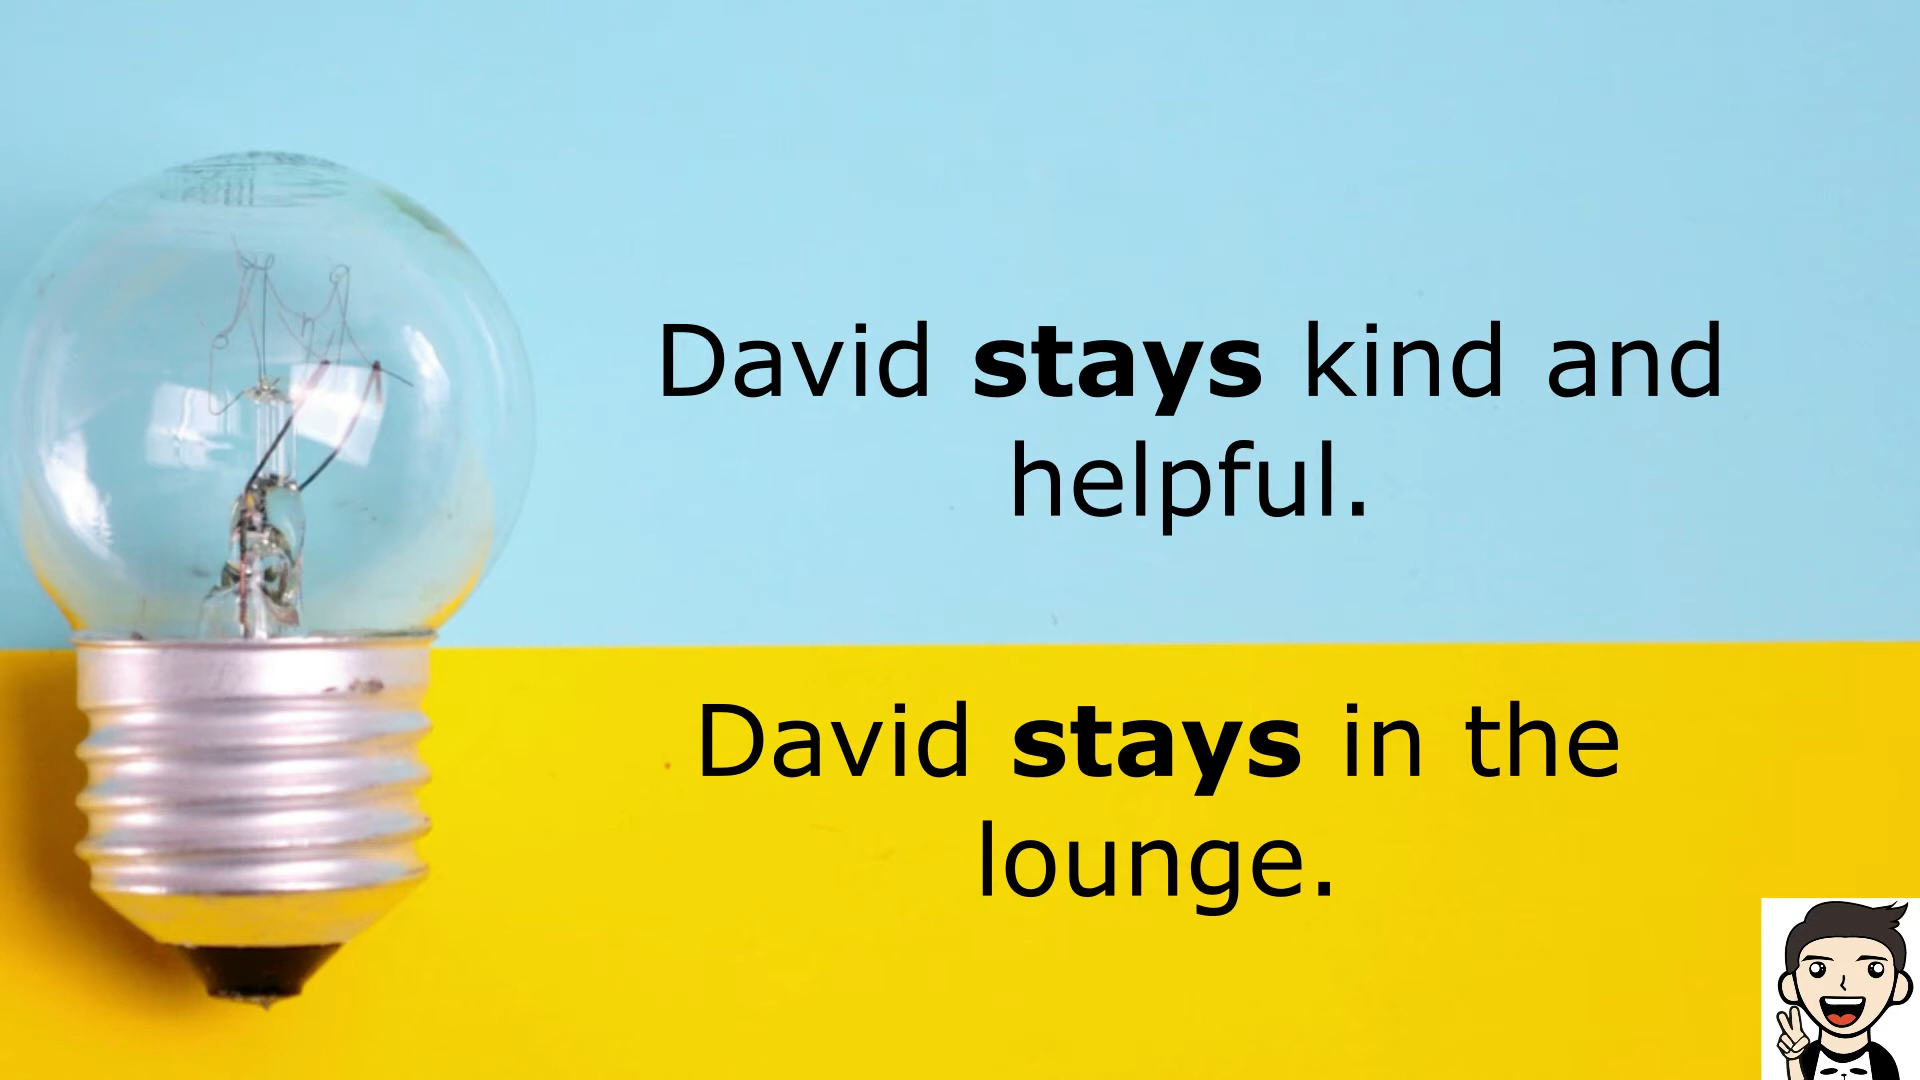 David stays kind and
helpful.
David stays in the
lounge.